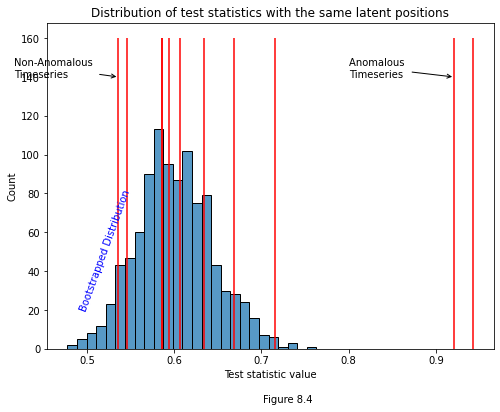 Distribution of test statistics with the same latent positions
160
Non-Anomalous
Timeseries
Anomalous
Timeseries
140
120
100
80
60
40
20
0
Count
Bootstrapped Distribution
0.5 0.6 0.7 0.8 0.9
Test statistic value
Figure 8.4